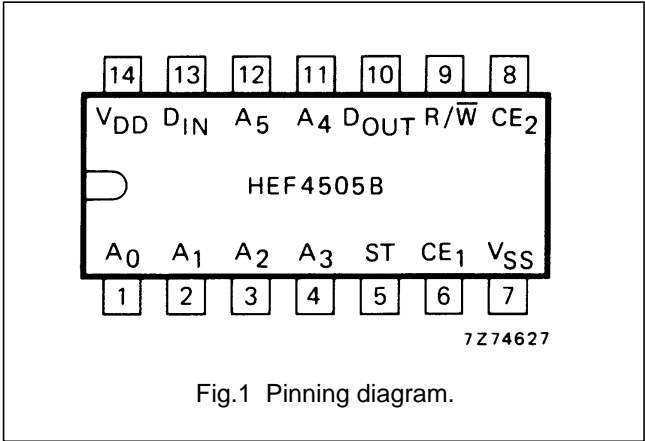 14 13 12 11 10 9 8
VDD DIN A5 A4 DOUT R/W̅ CE2
HEF4505B
A0 A1 A2 A3 ST CE1 VSS
1 2 3 4 5 6 7
7Z74627
Fig.1 Pinning diagram.